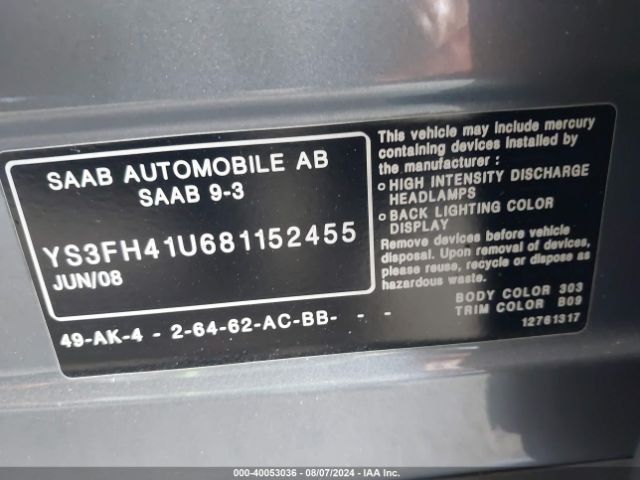 SAAB AUTOMOBILE AB
SAAB 9-3
YS3FH41U681152455
JUN/08
49-AK-4 - 2-64-62-AC-BB- - -
This vehicle may include mercury
containing devices installed by
the manufacturer :
o HIGH INTENSITY DISCHARGE
HEADLAMPS
o BACK LIGHTING COLOR
DISPLAY
Remove devices before vehicle
disposal. Upon removal of devices,
please reuse, recycle or dispose as
hazardous waste.
BODY COLOR 303
TRIM COLOR B09
12761317
000-40053036 - 08/07/2024 - IAA Inc.